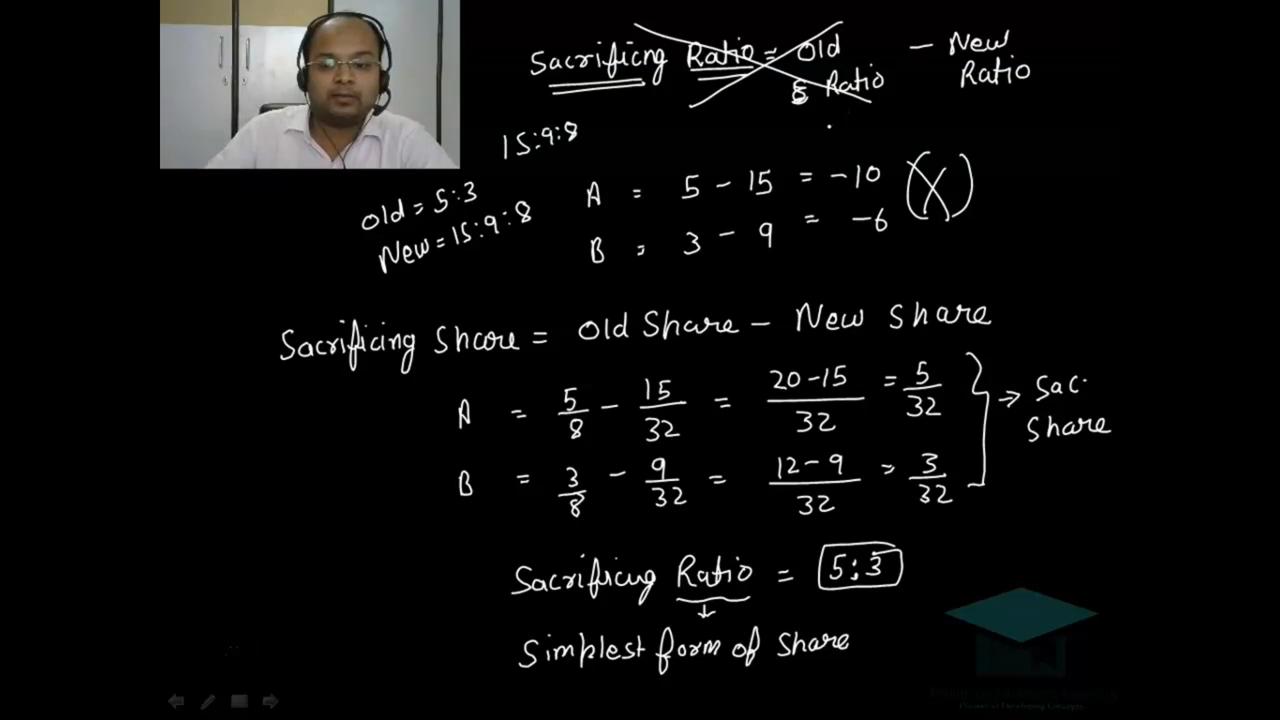 Sacrificng Ratio = Old Ratio - New Ratio
15:9:8
Old = 5:3
New = 15:9:8
A = 5 - 15 = -10 (X)
B = 3 - 9 = -6
Sacrificing Share = Old Share - New Share
A = 5/8 - 15/32 = 20-15/32 = 5/32
B = 3/8 - 9/32 = 12-9/32 = 3/32
→ Sac. Share
Sacrificing Ratio = 5:3
Simplest form of Share